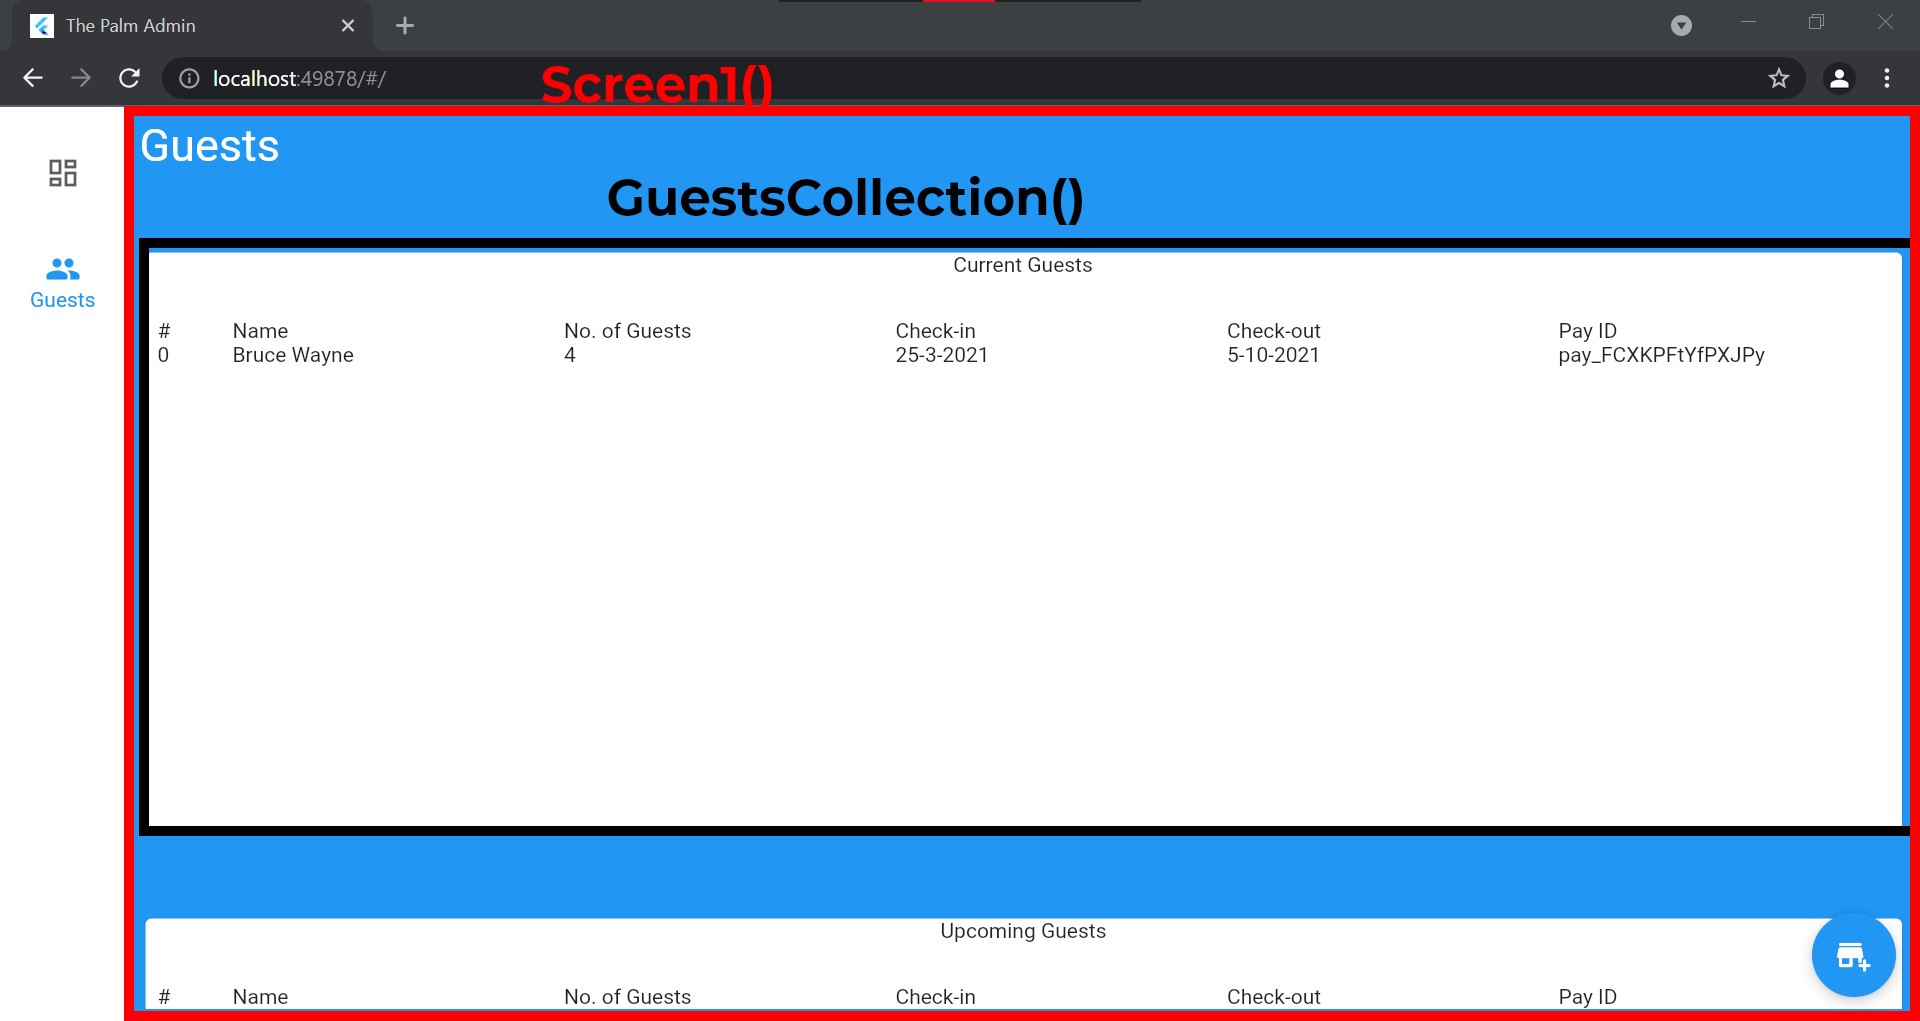 The Palm Admin
localhost:49878/#/
Screen1()
Guests
GuestsCollection()
Guests
Current Guests
# Name No. of Guests Check-in Check-out Pay ID
0 Bruce Wayne 4 25-3-2021 5-10-2021 pay_FCXKPFtYfPXJPy
Upcoming Guests
# Name No. of Guests Check-in Check-out Pay ID